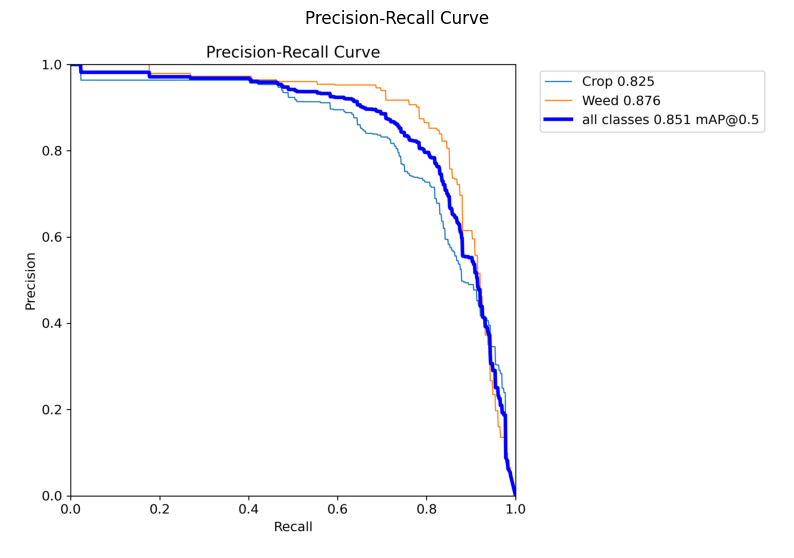 Precision-Recall Curve
Precision-Recall Curve
1.0
0.8
0.6
0.4
0.2
0.0
Precision
0.0 0.2 0.4 0.6 0.8 1.0
Recall
Crop 0.825
Weed 0.876
all classes 0.851 mAP@0.5